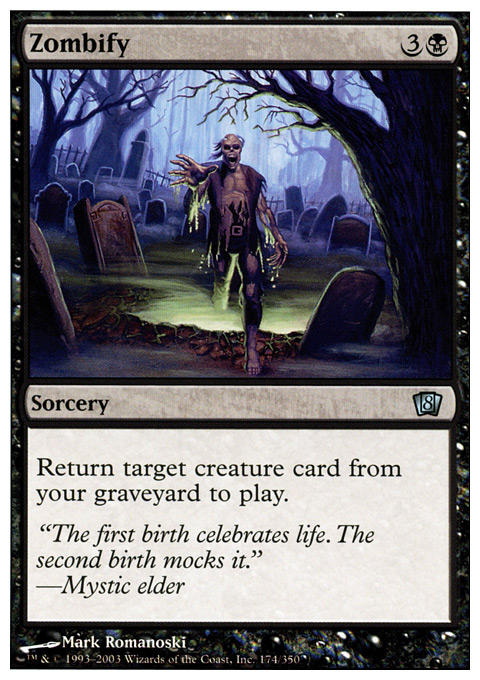 Zombify 3
Sorcery 8
Return target creature card from
your graveyard to play.
“The first birth celebrates life. The
second birth mocks it.”
—Mystic elder
Mark Romanoski
™ & © 1993–2003 Wizards of the Coast, Inc. 174/350